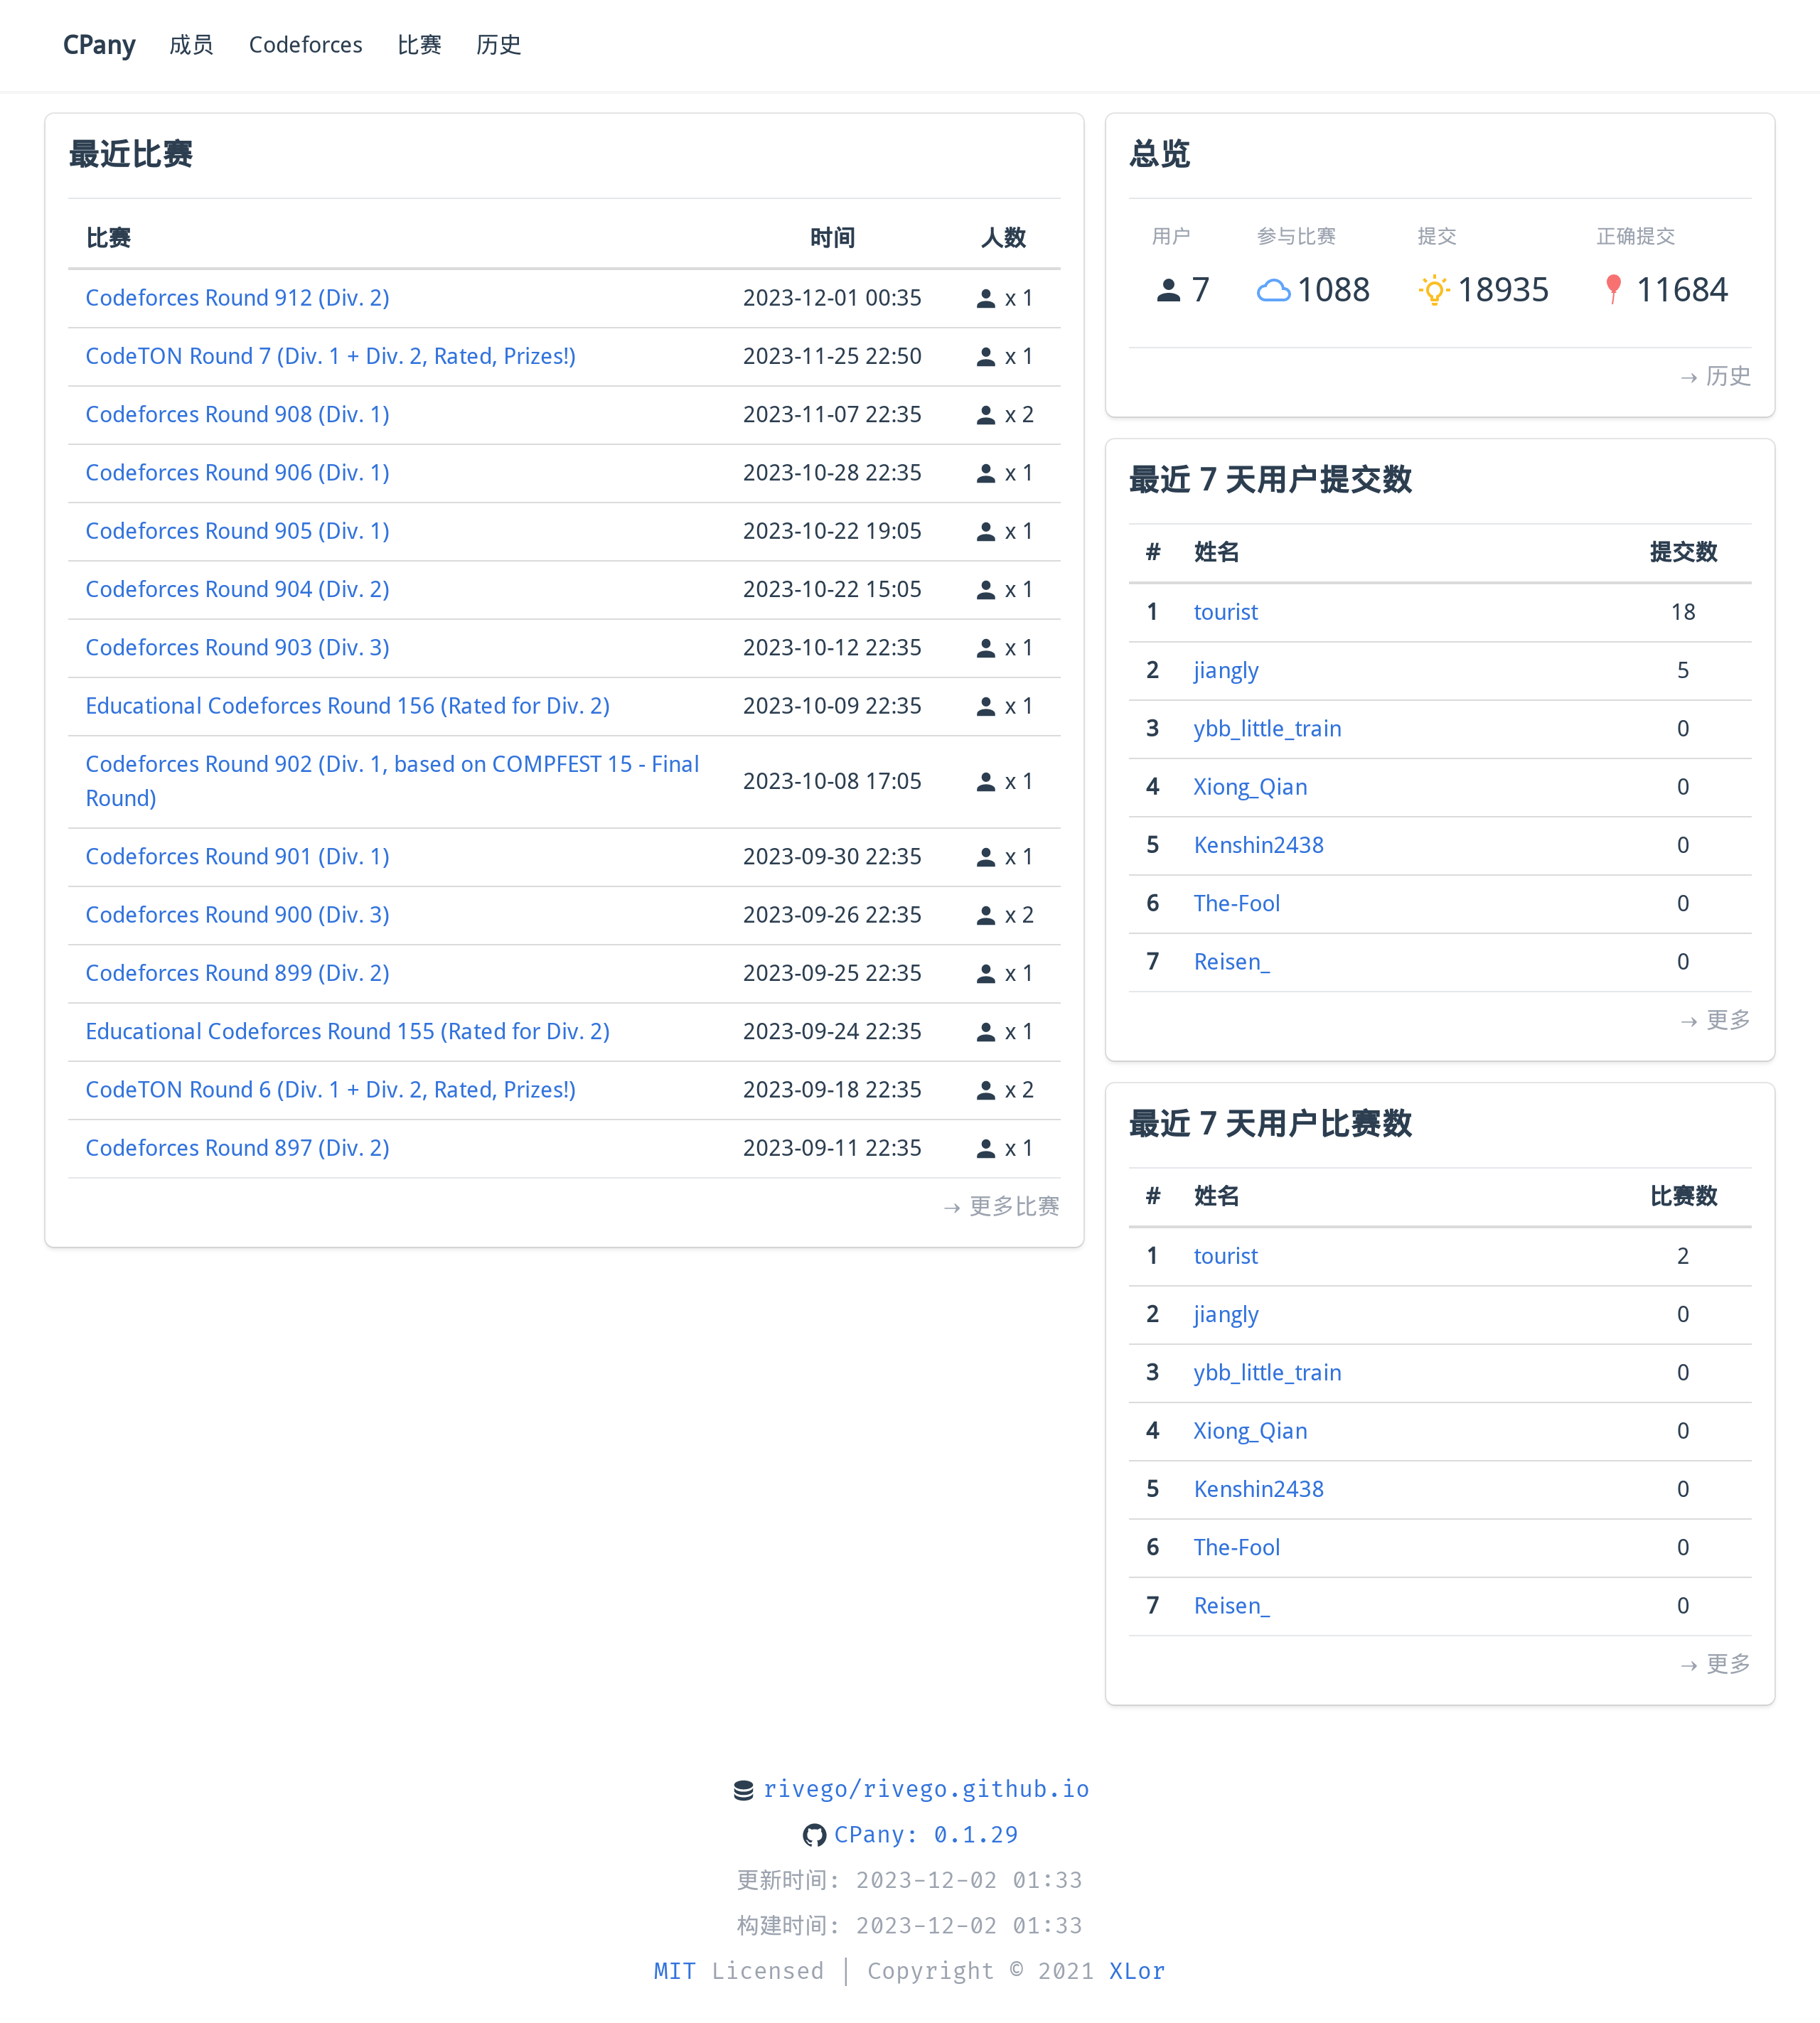 CPany 成员 Codeforces 比赛 历史
最近比赛
比赛 时间 人数
Codeforces Round 912 (Div. 2) 2023-12-01 00:35 x 1
CodeTON Round 7 (Div. 1 + Div. 2, Rated, Prizes!) 2023-11-25 22:50 x 1
Codeforces Round 908 (Div. 1) 2023-11-07 22:35 x 2
Codeforces Round 906 (Div. 1) 2023-10-28 22:35 x 1
Codeforces Round 905 (Div. 1) 2023-10-22 19:05 x 1
Codeforces Round 904 (Div. 2) 2023-10-22 15:05 x 1
Codeforces Round 903 (Div. 3) 2023-10-12 22:35 x 1
Educational Codeforces Round 156 (Rated for Div. 2) 2023-10-09 22:35 x 1
Codeforces Round 902 (Div. 1, based on COMPFEST 15 - Final
Round) 2023-10-08 17:05 x 1
Codeforces Round 901 (Div. 1) 2023-09-30 22:35 x 1
Codeforces Round 900 (Div. 3) 2023-09-26 22:35 x 2
Codeforces Round 899 (Div. 2) 2023-09-25 22:35 x 1
Educational Codeforces Round 155 (Rated for Div. 2) 2023-09-24 22:35 x 1
CodeTON Round 6 (Div. 1 + Div. 2, Rated, Prizes!) 2023-09-18 22:35 x 2
Codeforces Round 897 (Div. 2) 2023-09-11 22:35 x 1
→ 更多比赛
总览
用户 参与比赛 提交 正确提交
7 1088 18935 11684
→ 历史
最近 7 天用户提交数
# 姓名 提交数
1 tourist 18
2 jiangly 5
3 ybb_little_train 0
4 Xiong_Qian 0
5 Kenshin2438 0
6 The-Fool 0
7 Reisen_ 0
→ 更多
最近 7 天用户比赛数
# 姓名 比赛数
1 tourist 2
2 jiangly 0
3 ybb_little_train 0
4 Xiong_Qian 0
5 Kenshin2438 0
6 The-Fool 0
7 Reisen_ 0
→ 更多
rivego/rivego.github.io
CPany: 0.1.29
更新时间: 2023-12-02 01:33
构建时间: 2023-12-02 01:33
MIT Licensed | Copyright © 2021 XLor